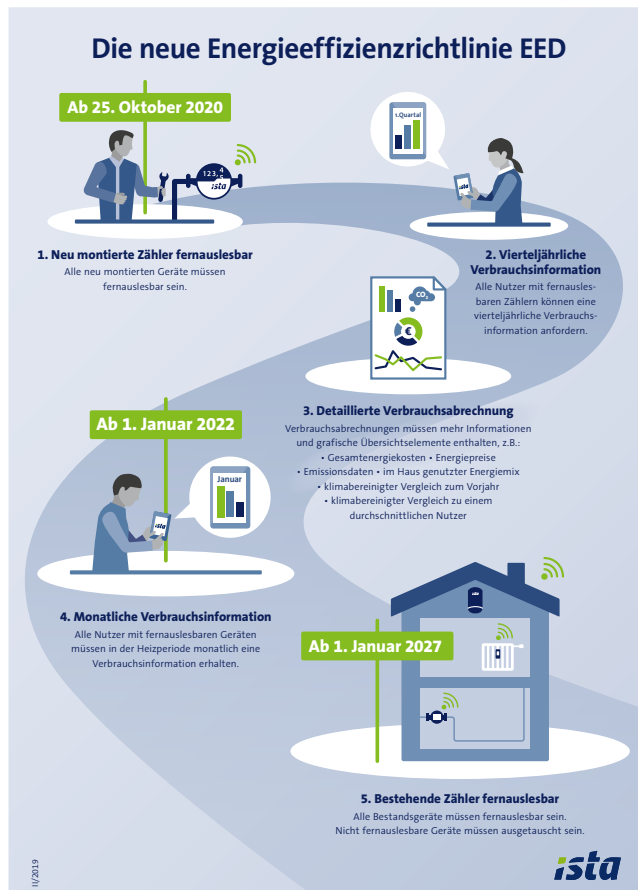 Die neue Energieeffizienzrichtlinie EED
Ab 25. Oktober 2020
ista
1. Neu montierte Zähler fernauslesbar
Alle neu montierten Geräte müssen
fernauslesbar sein.
1.Quartal
ista
2. Vierteljährliche
Verbrauchsinformation
Alle Nutzer mit fernausles-
baren Zählern können eine
vierteljährliche Verbrauchs-
information anfordern.
CO₂
€
3. Detaillierte Verbrauchsabrechnung
Verbrauchsabrechnungen müssen mehr Informationen
und grafische Übersichtselemente enthalten, z.B.:
• Gesamtenergiekosten • Energiepreise
• Emissionsdaten • im Haus genutzter Energiemix
• klimabereinigter Vergleich zum Vorjahr
• klimabereinigter Vergleich zu einem
durchschnittlichen Nutzer
Ab 1. Januar 2022
Januar
ista
4. Monatliche Verbrauchsinformation
Alle Nutzer mit fernauslesbaren Geräten
müssen in der Heizperiode monatlich eine
Verbrauchsinformation erhalten.
Ab 1. Januar 2027
ista
5. Bestehende Zähler fernauslesbar
Alle Bestandsgeräte müssen fernauslesbar sein.
Nicht fernauslesbare Geräte müssen ausgetauscht sein.
II/2019
ista